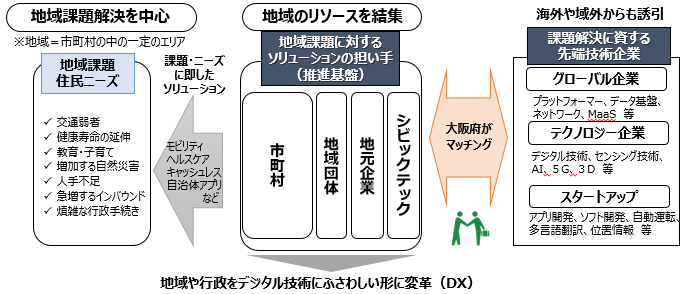 地域課題解決を中心
※地域＝市町村の中の一定のエリア
地域課題
住民ニーズ
✓ 交通弱者
✓ 健康寿命の延伸
✓ 教育・子育て
✓ 増加する自然災害
✓ 人手不足
✓ 急増するインバウンド
✓ 煩雑な行政手続き
課題・ニーズ
に即した
ソリューション
モビリティ
ヘルスケア
キャッシュレス
自治体アプリ
など
地域のリソースを結集
地域課題に対する
ソリューションの担い手
（推進基盤）
市町村
地域団体
地元企業
シビックテック
大阪府が
マッチング
海外や域外からも誘引
課題解決に資する
先端技術企業
グローバル企業
プラットフォーマー、データ基盤、
ネットワーク、MaaS 等
テクノロジー企業
デジタル技術、センシング技術、
AI、５G、３D 等
スタートアップ
アプリ開発、ソフト開発、自動運転、
多言語翻訳、位置情報 等
地域や行政をデジタル技術にふさわしい形に変革（DX）